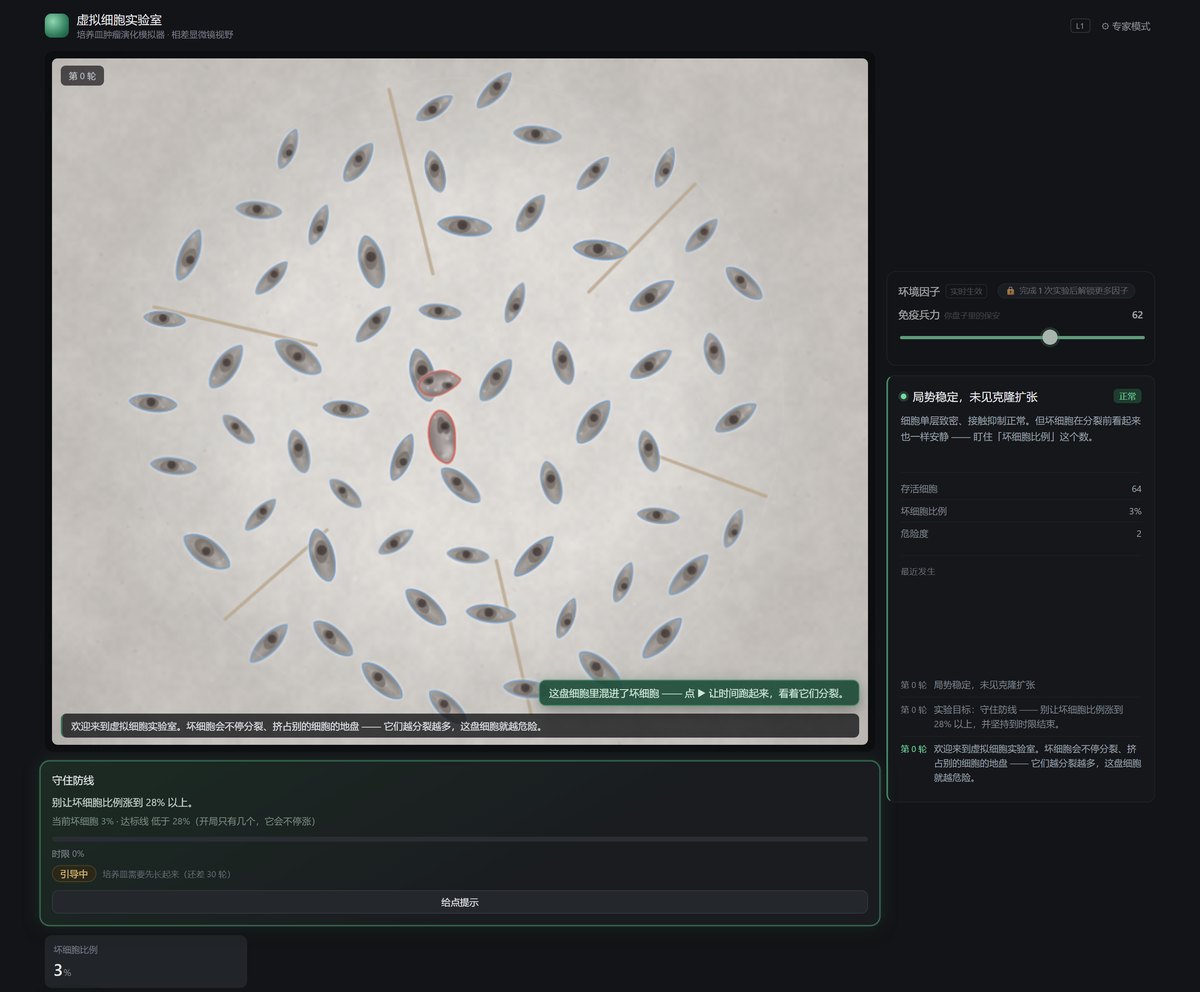 虚拟细胞实验室
培养皿肿瘤演化模拟器 · 相差显微镜视野
L1
专家模式
第 0 轮
这盘细胞里混进了坏细胞 —— 点 ▶ 让时间跑起来，看着它们分裂。
欢迎来到虚拟细胞实验室。坏细胞会不停分裂、挤占别的细胞的地盘 —— 它们越分裂越多，这盘细胞就越危险。
环境因子
实时生效
完成 1 次实验后解锁更多因子
免疫兵力 你盘子里的保安
62
局势稳定，未见克隆扩张
正常
细胞单层致密、接触抑制正常。但坏细胞在分裂前看起来
也一样安静 —— 盯住「坏细胞比例」这个数。
存活细胞 64
坏细胞比例 3%
危险度 2
最近发生
第 0 轮 局势稳定，未见克隆扩张
第 0 轮 实验目标：守住防线 —— 别让坏细胞比例涨到
28% 以上，并坚持到时限结束。
第 0 轮 欢迎来到虚拟细胞实验室。坏细胞会不停分裂、挤
占别的细胞的地盘 —— 它们越分裂越多，这盘细胞
就越危险。
守住防线
别让坏细胞比例涨到 28% 以上。
当前坏细胞 3% · 达标线 低于 28%（开局只有几个，它会不停涨）
时限 0%
引导中 培养皿需要先长起来（还差 30 轮）
给点提示
坏细胞比例
3%